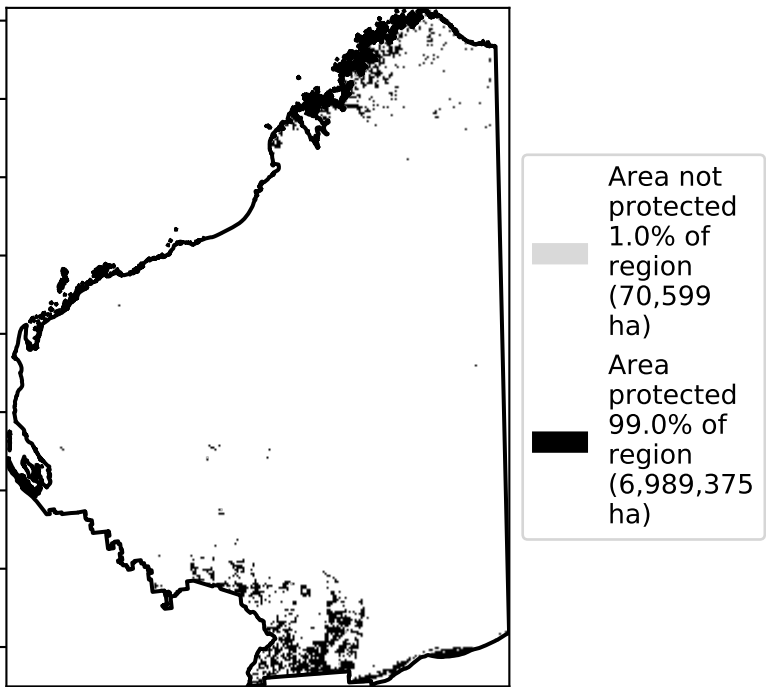 Area not
protected
1.0% of
region
(70,599
ha)
Area
protected
99.0% of
region
(6,989,375
ha)